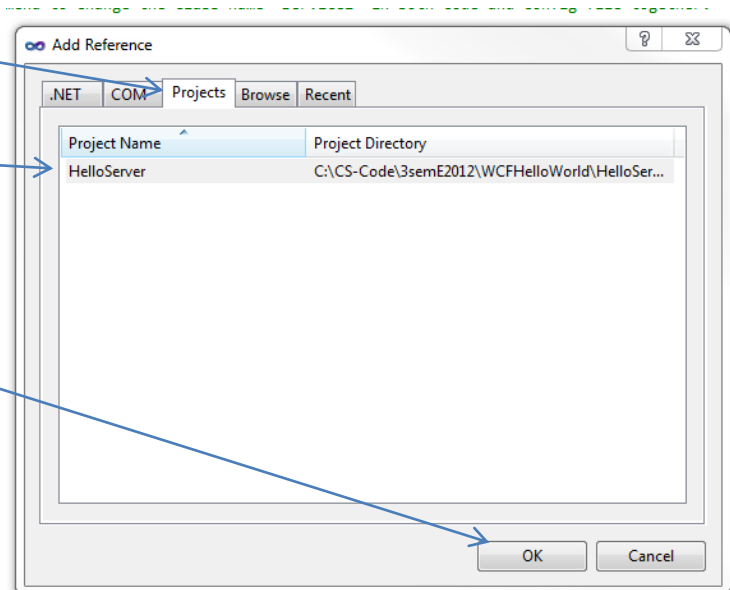 Add Reference
.NET COM Projects Browse Recent
Project Name Project Directory
HelloServer C:\CS-Code\3semE2012\WCFHelloWorld\HelloSer...
OK Cancel